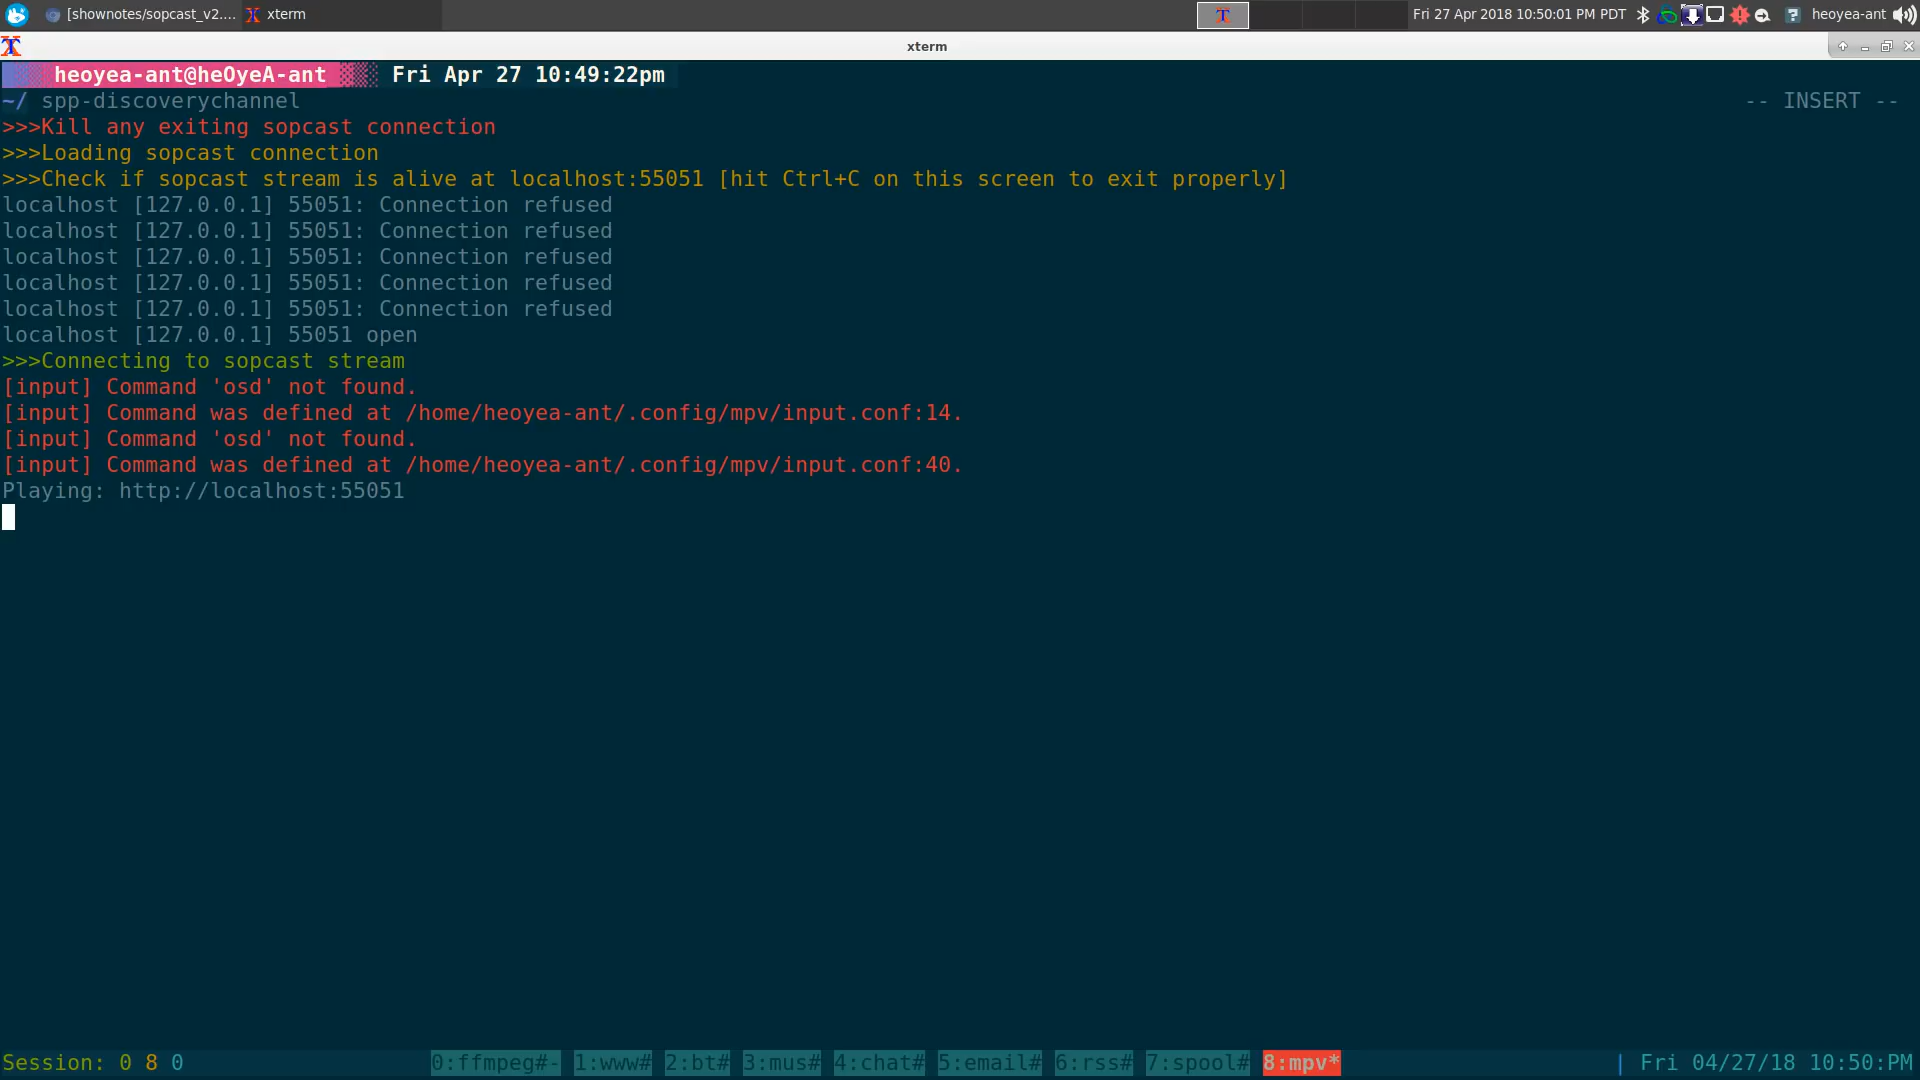 [shownotes/sopcast_v2.... xterm Fri 27 Apr 2018 10:50:01 PM PDT heoyea-ant
xterm
heoyea-ant@heOyeA-ant Fri Apr 27 10:49:22pm
~/ spp-discoverychannel -- INSERT --
>>>Kill any exiting sopcast connection
>>>Loading sopcast connection
>>>Check if sopcast stream is alive at localhost:55051 [hit Ctrl+C on this screen to exit properly]
localhost [127.0.0.1] 55051: Connection refused
localhost [127.0.0.1] 55051: Connection refused
localhost [127.0.0.1] 55051: Connection refused
localhost [127.0.0.1] 55051: Connection refused
localhost [127.0.0.1] 55051: Connection refused
localhost [127.0.0.1] 55051 open
>>>Connecting to sopcast stream
[input] Command 'osd' not found.
[input] Command was defined at /home/heoyea-ant/.config/mpv/input.conf:14.
[input] Command 'osd' not found.
[input] Command was defined at /home/heoyea-ant/.config/mpv/input.conf:40.
Playing: http://localhost:55051
Session: 0 8 0 0:ffmpeg#- 1:www# 2:bt# 3:mus# 4:chat# 5:email# 6:rss# 7:spool# 8:mpv* | Fri 04/27/18 10:50:PM